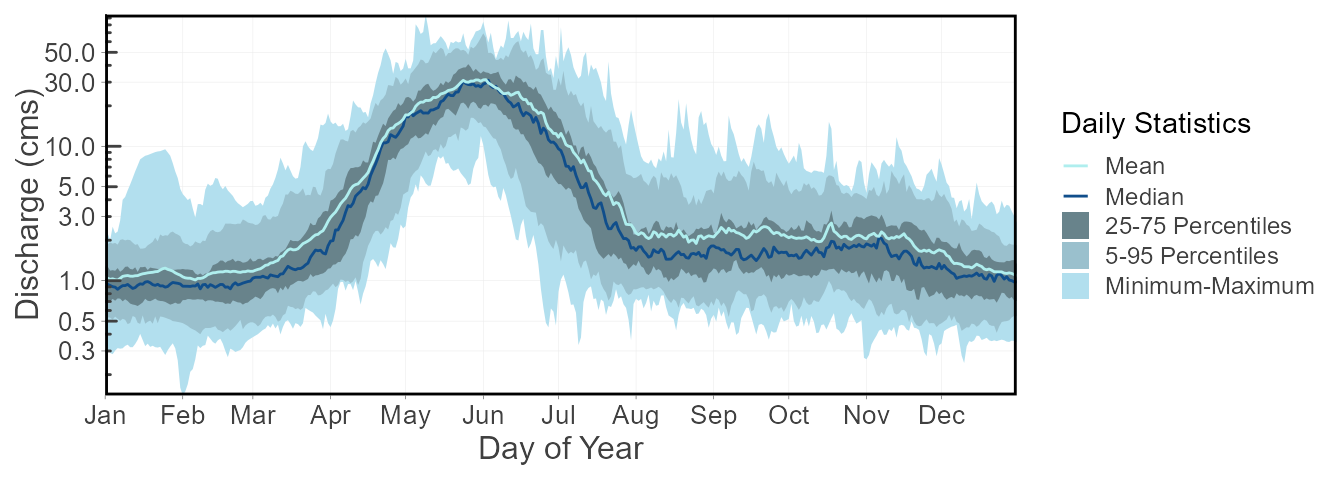 Discharge (cms)
50.0
30.0
10.0
5.0
3.0
1.0
0.5
0.3
Jan Feb Mar Apr May Jun Jul Aug Sep Oct Nov Dec
Day of Year
Daily Statistics
Mean
Median
25-75 Percentiles
5-95 Percentiles
Minimum-Maximum